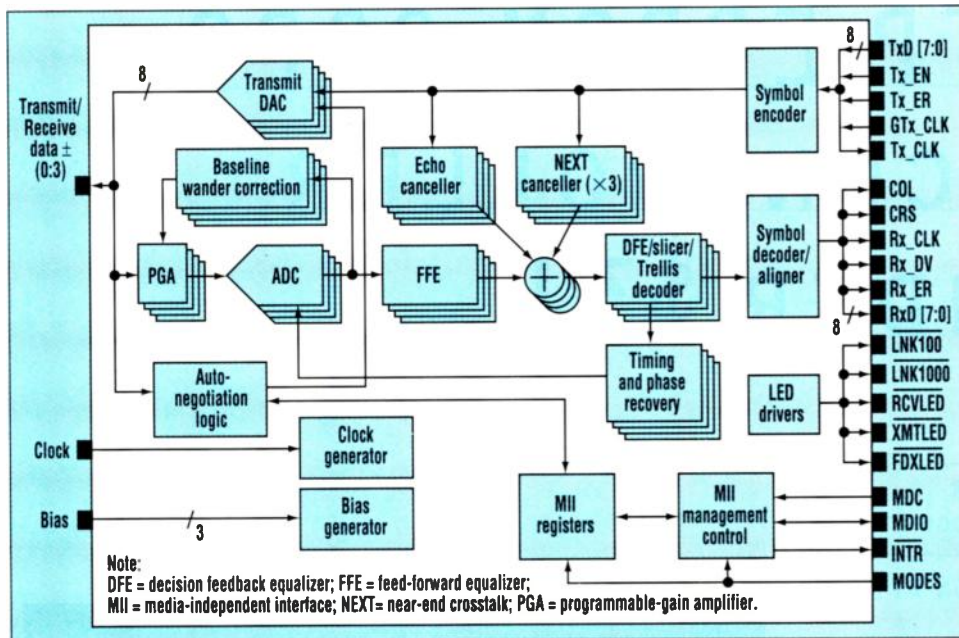 Transmit/
Receive
data ±
(0:3)
Clock
Bias
8
Transmit
DAC
Baseline
wander correction
PGA
ADC
Auto-
negotiation
logic
Clock
generator
3
Bias
generator
Echo
canceller
NEXT
canceller (×3)
FFE
+
DFE/slicer/
Trellis
decoder
Timing
and phase
recovery
Symbol
encoder
Symbol
decoder/
aligner
LED
drivers
MII
registers
MII
management
control
8
TxD [7:0]
Tx_EN
Tx_ER
GTx_CLK
Tx_CLK
COL
CRS
Rx_CLK
Rx_DV
Rx_ER
RxD [7:0]
8
LNK100
LNK1000
RCVLED
XMTLED
FDXLED
MDC
MDIO
INTR
MODES
Note:
DFE = decision feedback equalizer; FFE = feed-forward equalizer;
MII = media-independent interface; NEXT= near-end crosstalk; PGA = programmable-gain amplifier.